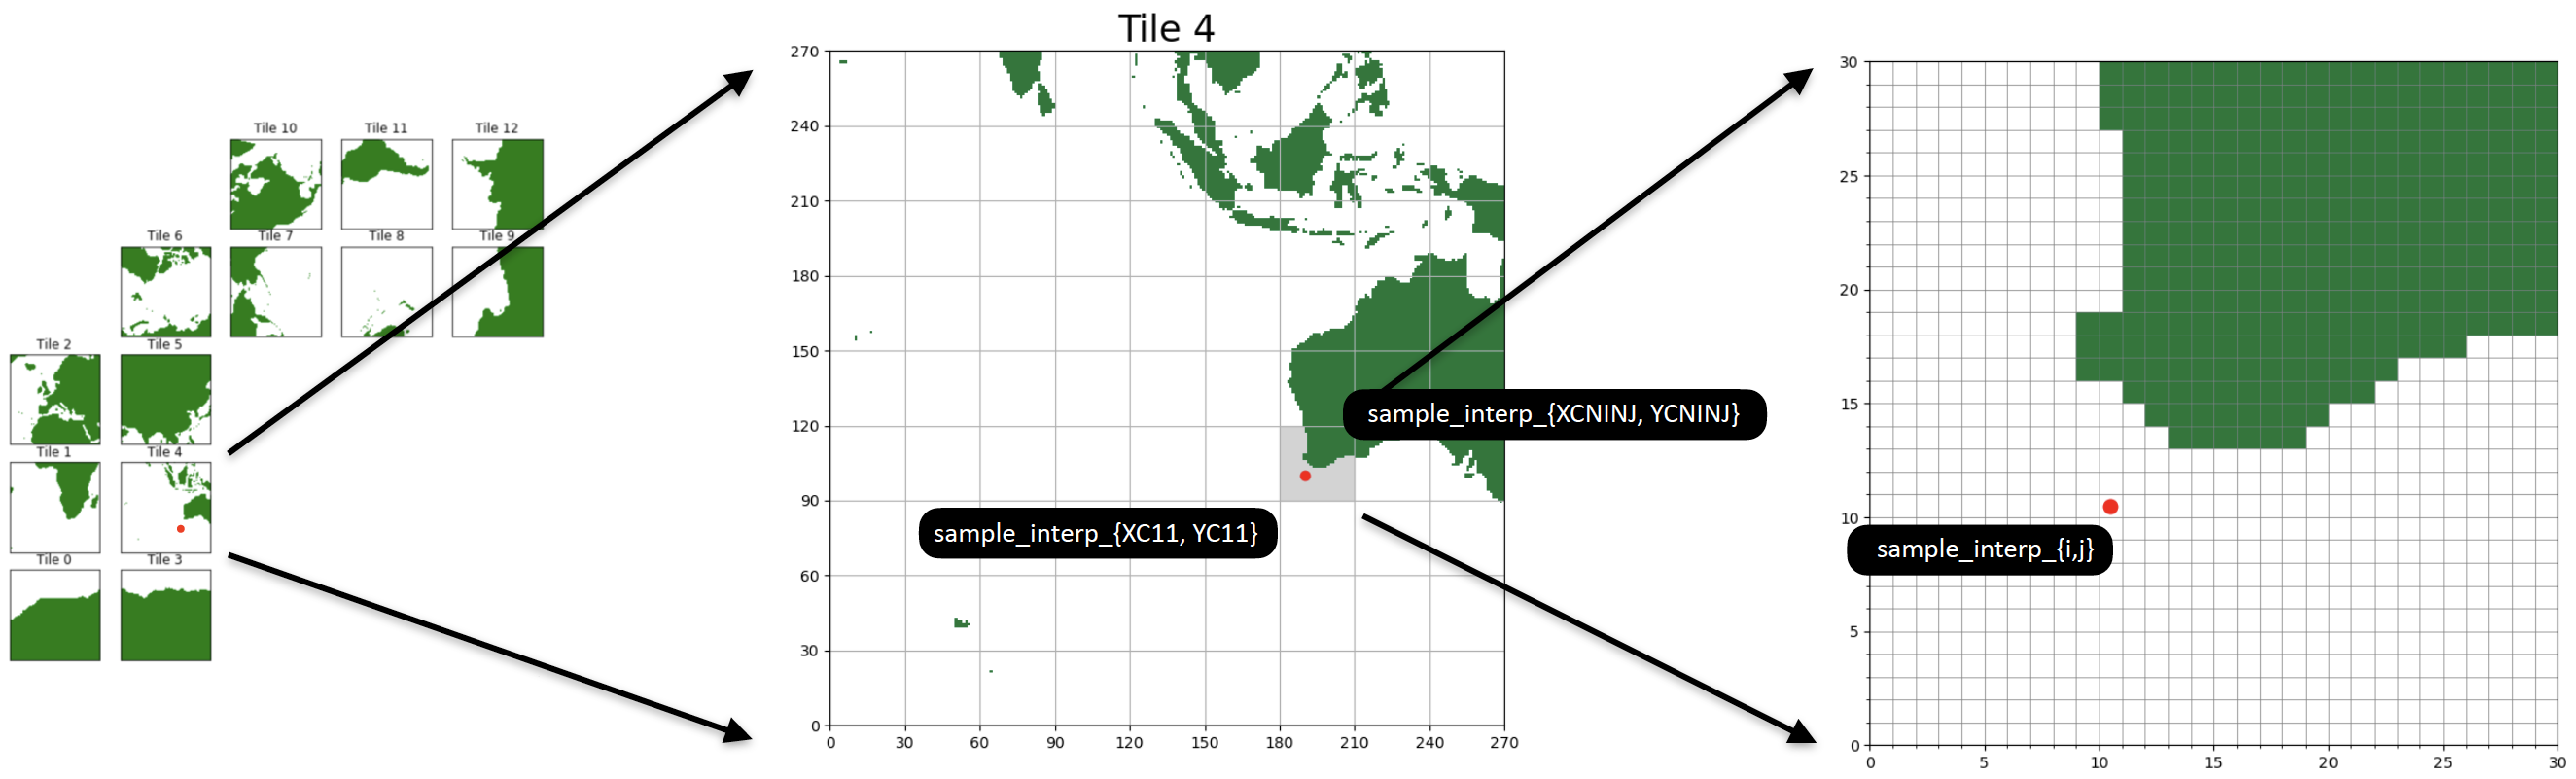 Tile 10 Tile 11 Tile 12
Tile 6 Tile 7 Tile 8 Tile 9
Tile 2 Tile 5
Tile 1 Tile 4
Tile 0 Tile 3
Tile 4
270
240
210
180
150
120
90
60
30
0
0 30 60 90 120 150 180 210 240 270
sample_interp_{XCNINJ, YCNINJ}
sample_interp_{XC11, YC11}
30
25
20
15
10
5
0
0 5 10 15 20 25 30
sample_interp_{i,j}